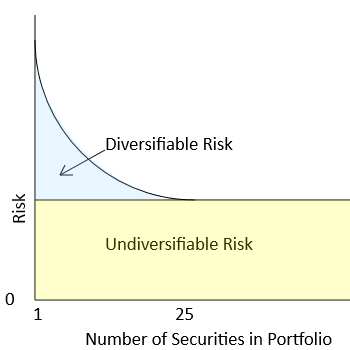 Diversifiable Risk
Risk
Undiversifiable Risk
0
1
25
Number of Securities in Portfolio